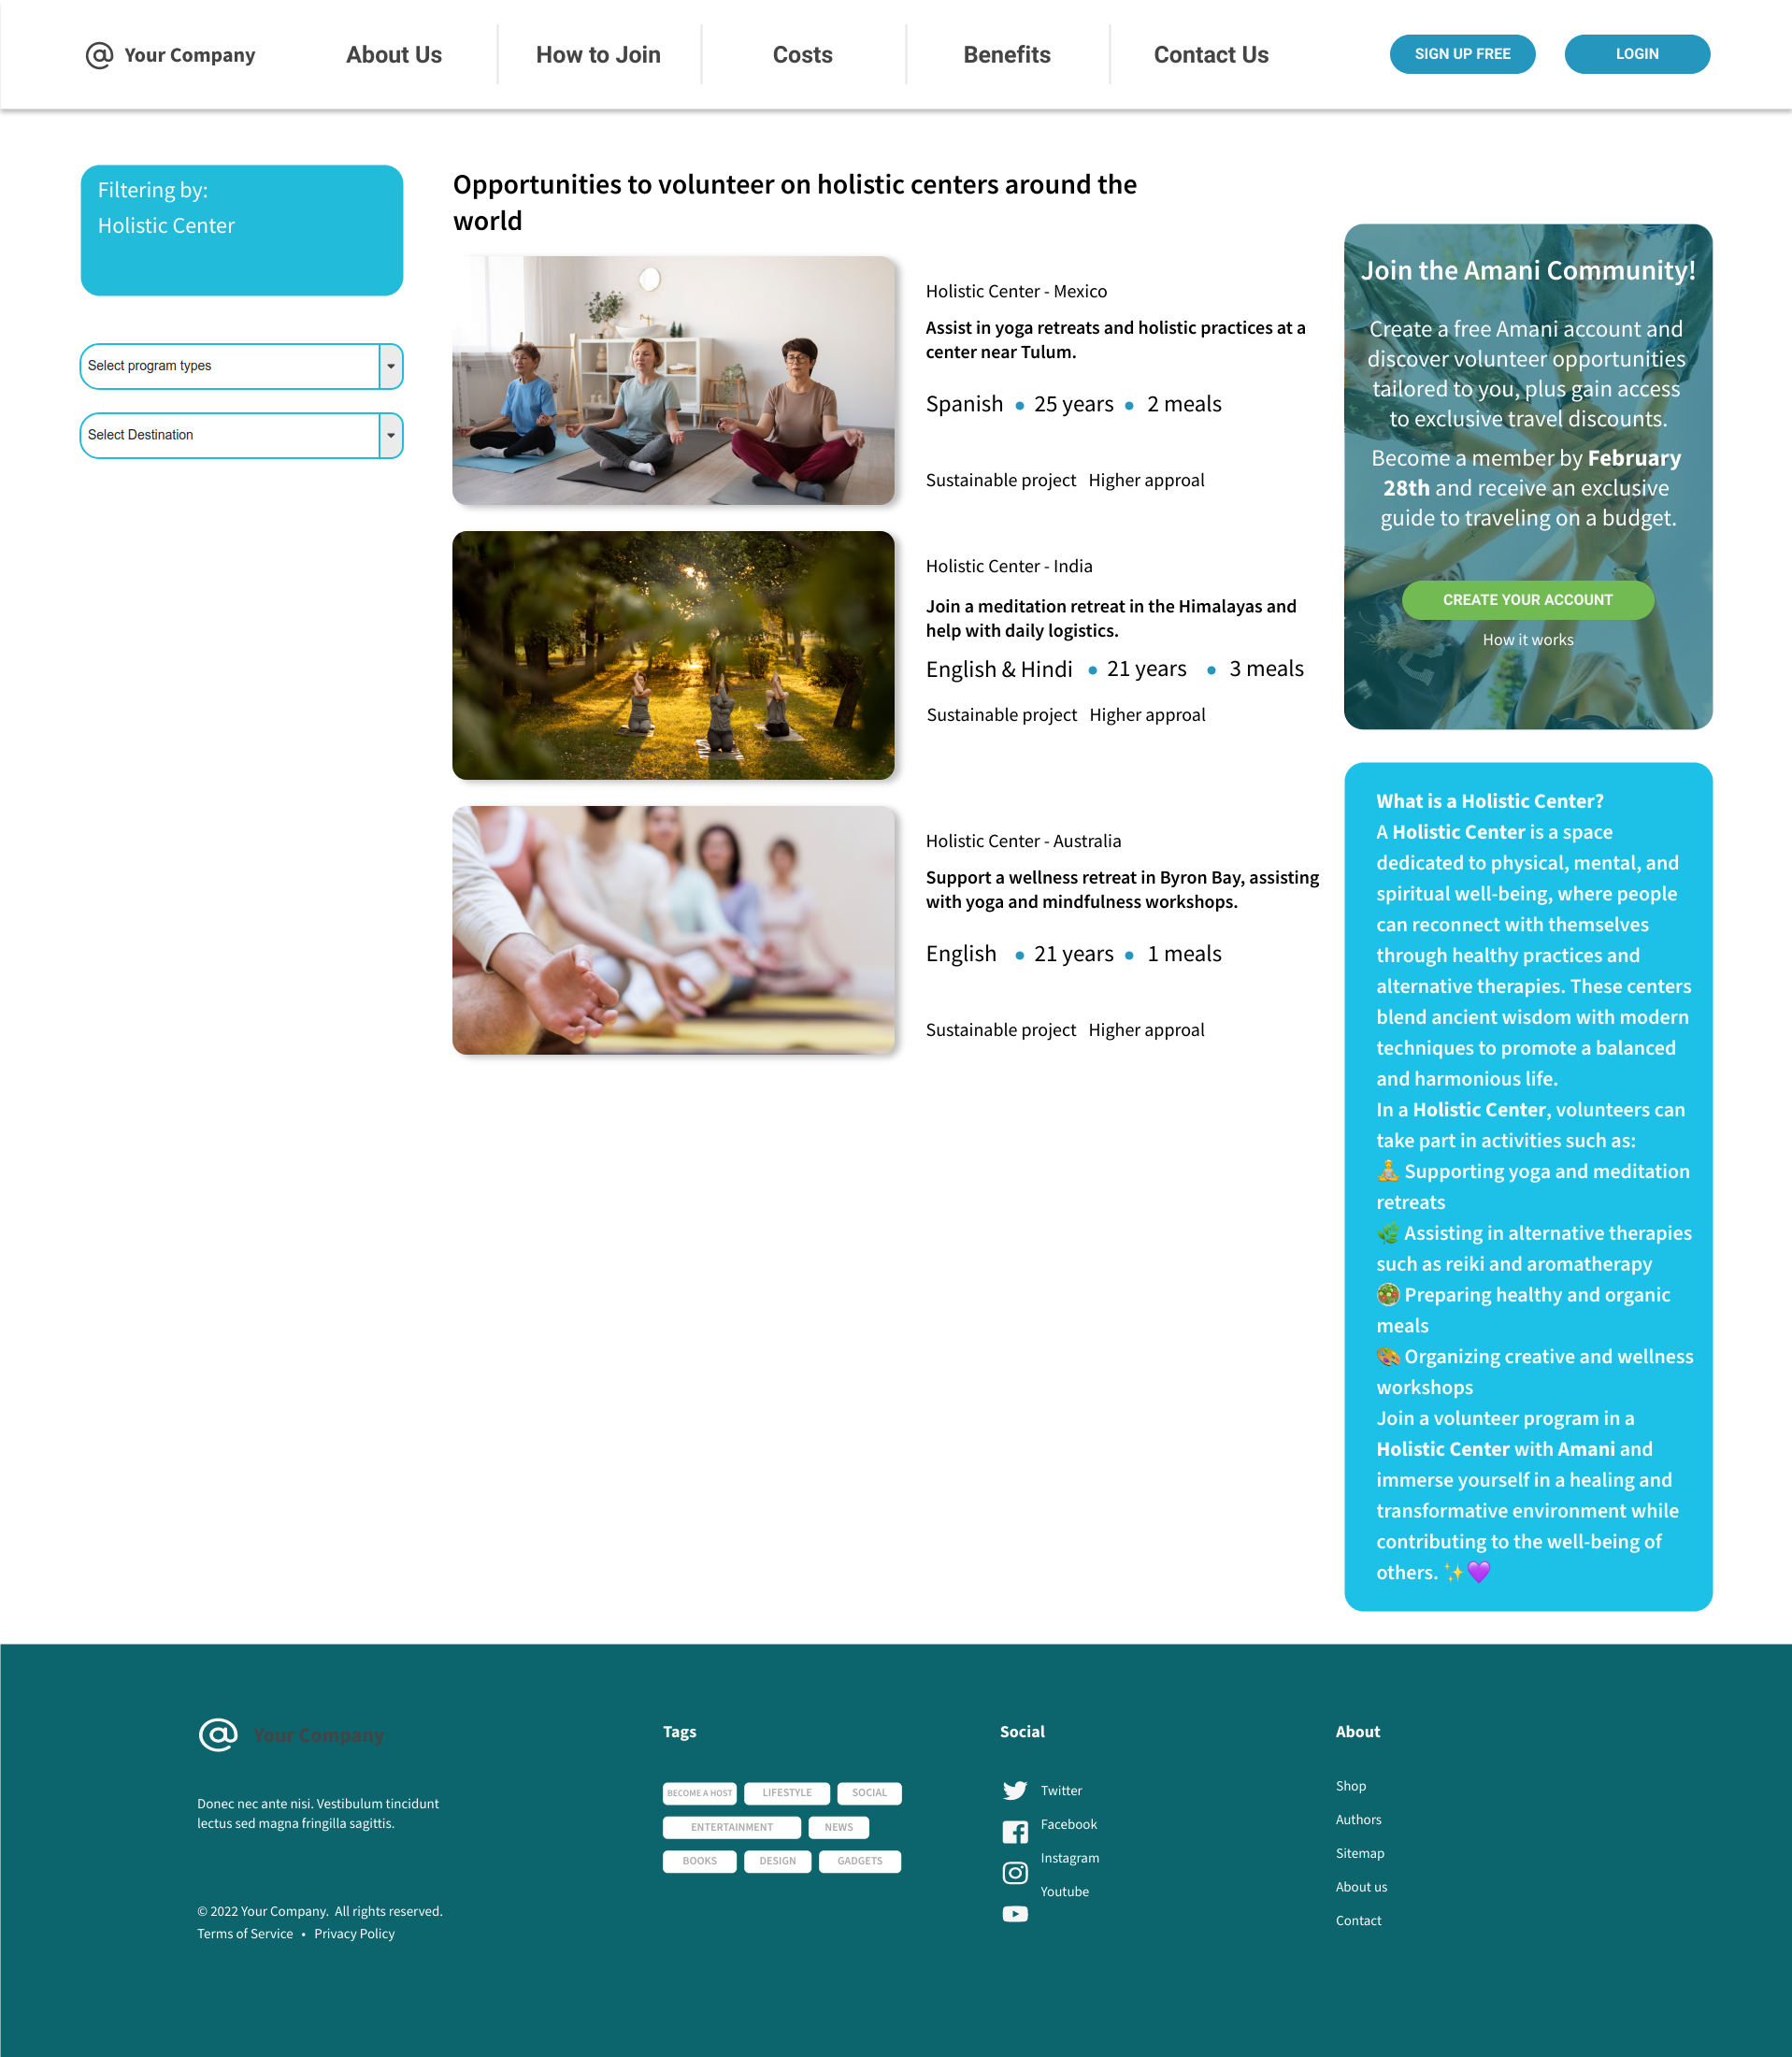 @ Your Company
About Us
How to Join
Costs
Benefits
Contact Us
SIGN UP FREE
LOGIN
Filtering by:
Holistic Center
Select program types
Select Destination
Opportunities to volunteer on holistic centers around the
world
Holistic Center - Mexico
Assist in yoga retreats and holistic practices at a
center near Tulum.
Spanish • 25 years • 2 meals
Sustainable project Higher approal
Holistic Center - India
Join a meditation retreat in the Himalayas and
help with daily logistics.
English & Hindi • 21 years • 3 meals
Sustainable project Higher approal
Holistic Center - Australia
Support a wellness retreat in Byron Bay, assisting
with yoga and mindfulness workshops.
English • 21 years • 1 meals
Sustainable project Higher approal
Join the Amani Community!
Create a free Amani account and
discover volunteer opportunities
tailored to you, plus gain access
to exclusive travel discounts.
Become a member by February
28th and receive an exclusive
guide to traveling on a budget.
CREATE YOUR ACCOUNT
How it works
What is a Holistic Center?
A Holistic Center is a space
dedicated to physical, mental, and
spiritual well-being, where people
can reconnect with themselves
through healthy practices and
alternative therapies. These centers
blend ancient wisdom with modern
techniques to promote a balanced
and harmonious life.
In a Holistic Center, volunteers can
take part in activities such as:
🧘 Supporting yoga and meditation
retreats
🌿 Assisting in alternative therapies
such as reiki and aromatherapy
🥗 Preparing healthy and organic
meals
🎨 Organizing creative and wellness
workshops
Join a volunteer program in a
Holistic Center with Amani and
immerse yourself in a healing and
transformative environment while
contributing to the well-being of
others. ✨💜
@ Your Company
Donec nec ante nisi. Vestibulum tincidunt
lectus sed magna fringilla sagittis.
© 2022 Your Company. All rights reserved.
Terms of Service • Privacy Policy
Tags
BECOME A HOST
LIFESTYLE
SOCIAL
ENTERTAINMENT
NEWS
BOOKS
DESIGN
GADGETS
Social
Twitter
Facebook
Instagram
Youtube
About
Shop
Authors
Sitemap
About us
Contact